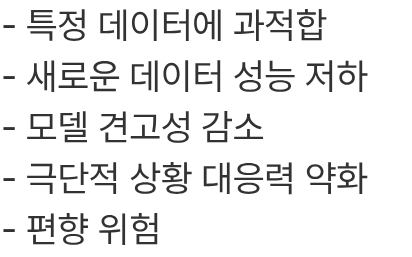 - 특정 데이터에 과적합
- 새로운 데이터 성능 저하
- 모델 견고성 감소
- 극단적 상황 대응력 약화
- 편향 위험